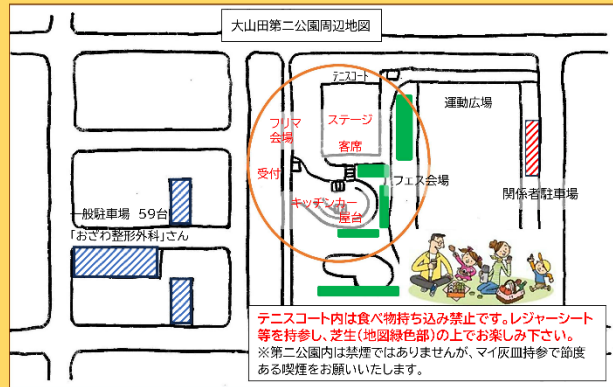 大山田第二公園周辺地図
テニスコート
運動広場
フリマ
会場
ステージ
客席
受付
フェス会場
関係者駐車場
キッチンカー
屋台
一般駐車場 59台
「おざわ整形外科」さん
テニスコート内は食べ物持ち込み禁止です。レジャーシート
等を持参し、芝生(地図緑色部)の上でお楽しみ下さい。
※第二公園内は禁煙ではありませんが、マイ灰皿持参で節度
ある喫煙をお願いいたします。